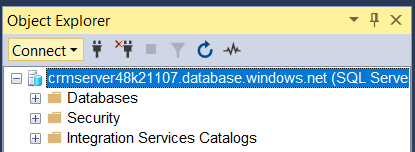 Object Explorer
Connect
crmserver48k21107.database.windows.net (SQL Serve
Databases
Security
Integration Services Catalogs